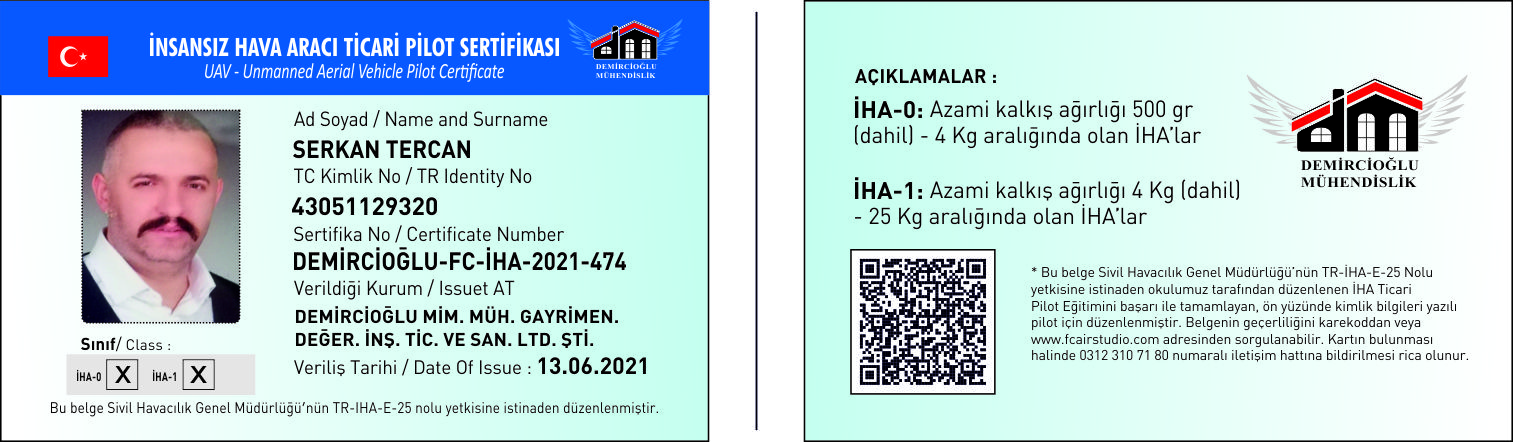 İNSANSIZ HAVA ARACI TİCARİ PİLOT SERTİFİKASI
UAV - Unmanned Aerial Vehicle Pilot Certificate
DEMİRCİOĞLU
MÜHENDİSLİK
Ad Soyad / Name and Surname
SERKAN TERCAN
TC Kimlik No / TR Identity No
43051129320
Sertifika No / Certificate Number
DEMİRCİOĞLU-FC-İHA-2021-474
Verildiği Kurum / Issuet AT
DEMİRCİOĞLU MİM. MÜH. GAYRİMEN.
DEĞER. İNŞ. TİC. VE SAN. LTD. ŞTİ.
Veriliş Tarihi / Date Of Issue : 13.06.2021
Sınıf/ Class :
İHA-0 X İHA-1 X
Bu belge Sivil Havacılık Genel Müdürlüğü'nün TR-IHA-E-25 nolu yetkisine istinaden düzenlenmiştir.
AÇIKLAMALAR :
İHA-0: Azami kalkış ağırlığı 500 gr
(dahil) - 4 Kg aralığında olan İHA'lar
İHA-1: Azami kalkış ağırlığı 4 Kg (dahil)
- 25 Kg aralığında olan İHA'lar
DEMİRCİOĞLU
MÜHENDİSLİK
* Bu belge Sivil Havacılık Genel Müdürlüğü'nün TR-İHA-E-25 Nolu
yetkisine istinaden okulumuz tarafından düzenlenen İHA Ticari
Pilot Eğitimini başarı ile tamamlayan, ön yüzünde kimlik bilgileri yazılı
pilot için düzenlenmiştir. Belgenin geçerliliğini karekoddan veya
www.fcairstudio.com adresinden sorgulanabilir. Kartın bulunması
halinde 0312 310 71 80 numaralı iletişim hattına bildirilmesi rica olunur.